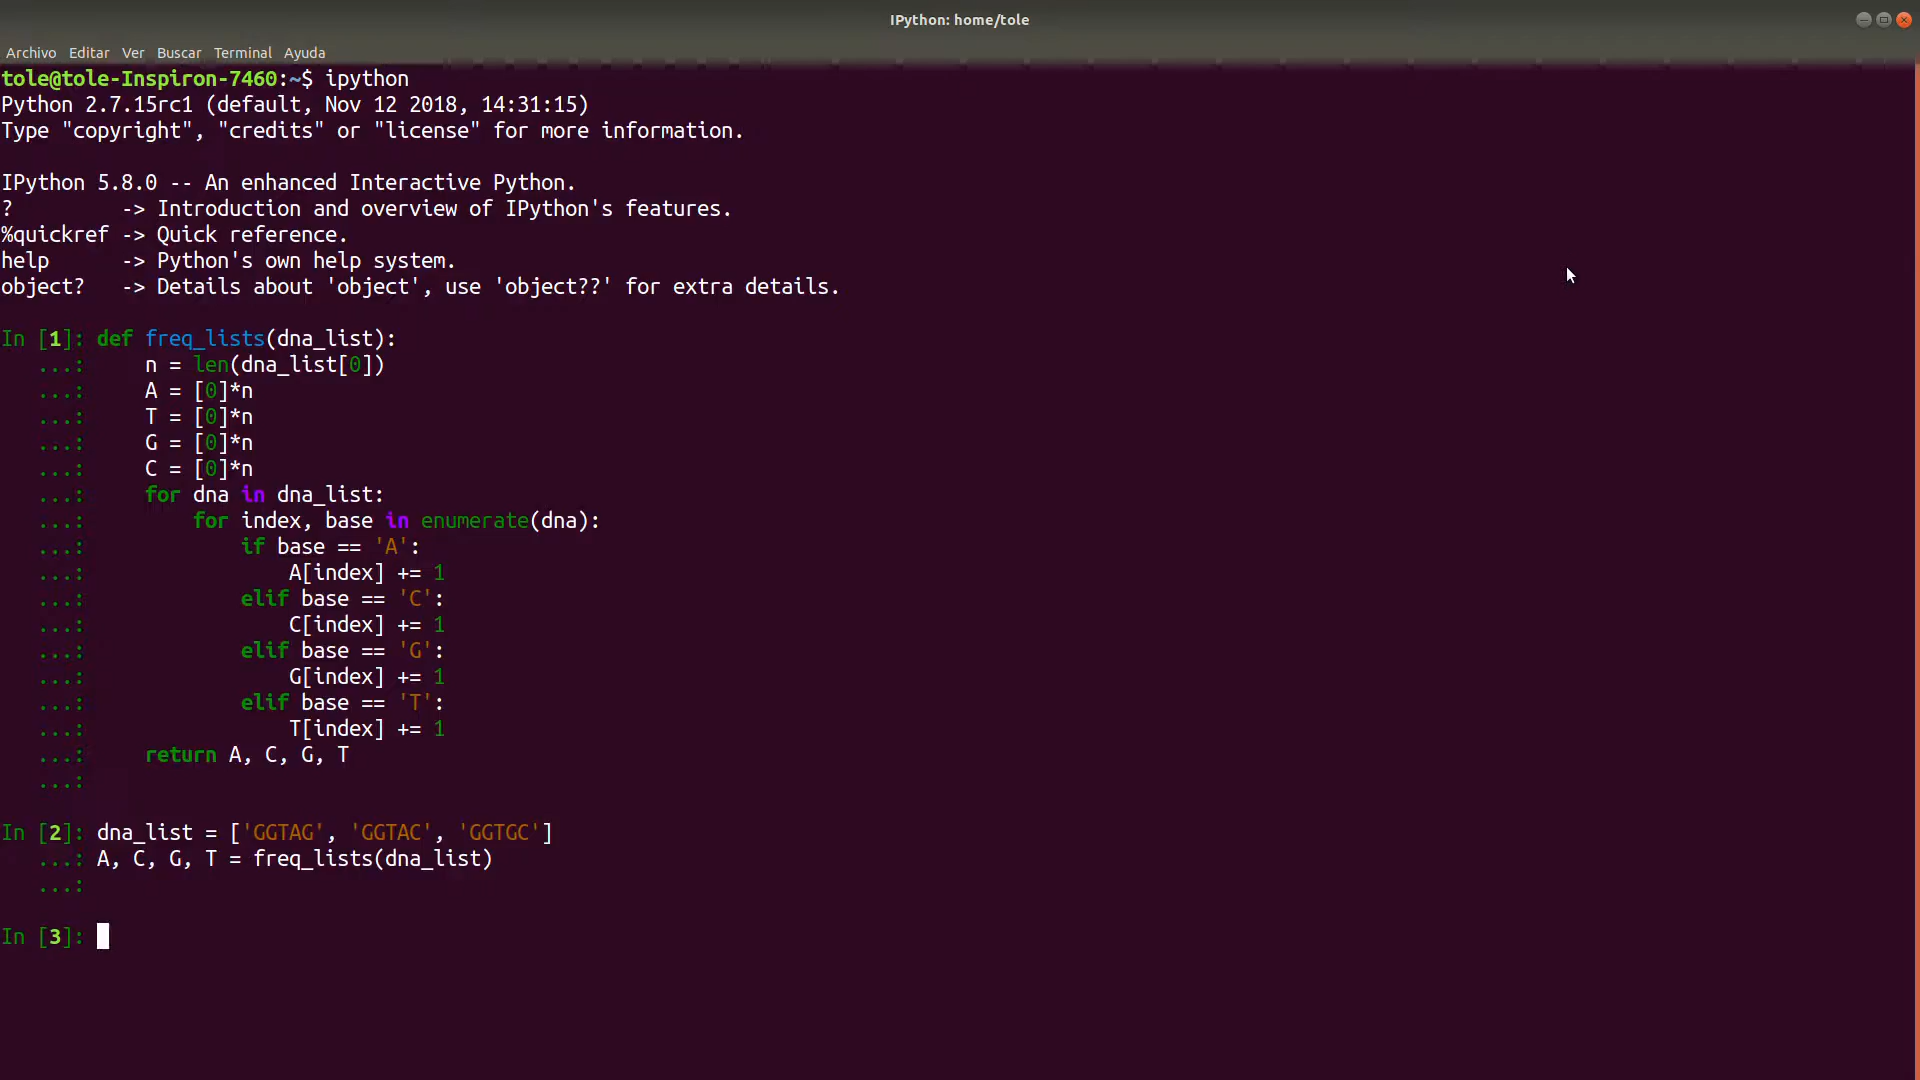 IPython: home/tole
Archivo Editar Ver Buscar Terminal Ayuda
tole@tole-Inspiron-7460:~$ ipython
Python 2.7.15rc1 (default, Nov 12 2018, 14:31:15)
Type "copyright", "credits" or "license" for more information.

IPython 5.8.0 -- An enhanced Interactive Python.
?         -> Introduction and overview of IPython's features.
%quickref -> Quick reference.
help      -> Python's own help system.
object?   -> Details about 'object', use 'object??' for extra details.

In [1]: def freq_lists(dna_list):
   ...:     n = len(dna_list[0])
   ...:     A = [0]*n
   ...:     T = [0]*n
   ...:     G = [0]*n
   ...:     C = [0]*n
   ...:     for dna in dna_list:
   ...:         for index, base in enumerate(dna):
   ...:             if base == 'A':
   ...:                 A[index] += 1
   ...:             elif base == 'C':
   ...:                 C[index] += 1
   ...:             elif base == 'G':
   ...:                 G[index] += 1
   ...:             elif base == 'T':
   ...:                 T[index] += 1
   ...:     return A, C, G, T
   ...:

In [2]: dna_list = ['GGTAG', 'GGTAC', 'GGTGC']
   ...: A, C, G, T = freq_lists(dna_list)
   ...:

In [3]: